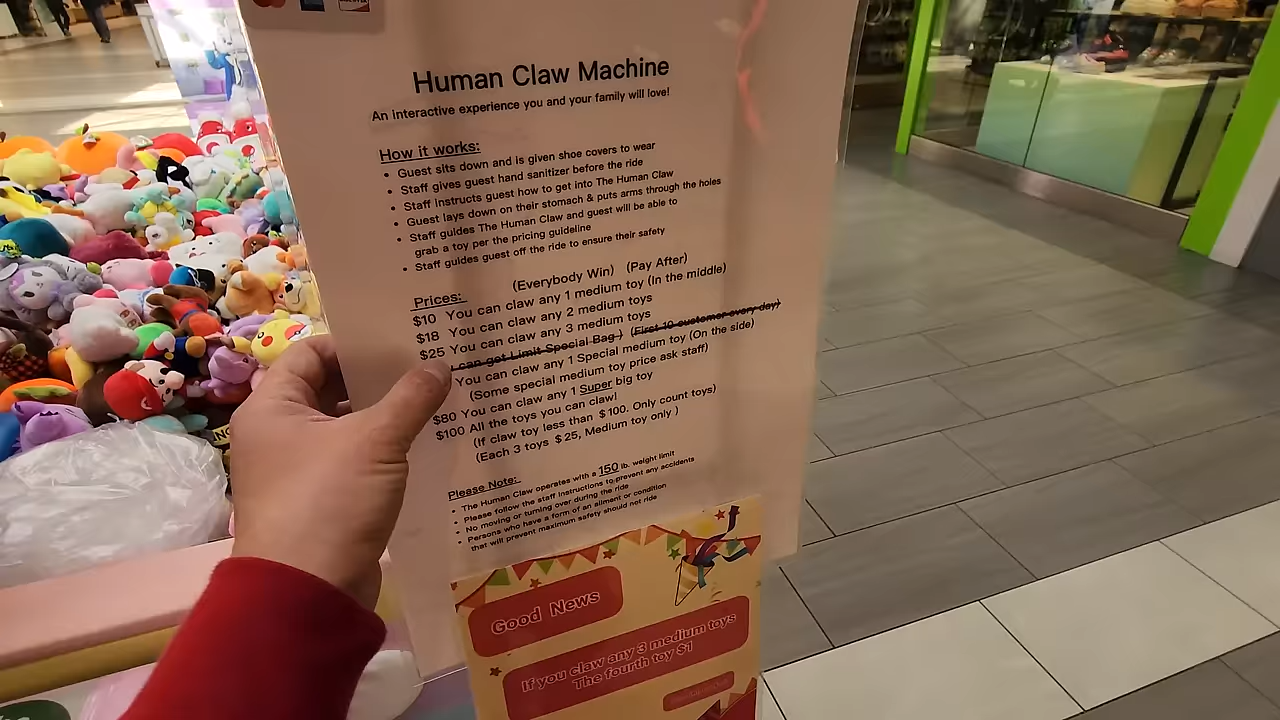 Human Claw Machine
An interactive experience you and your family will love!
How it works:
• Guest sits down and is given shoe covers to wear
• Staff gives guest hand sanitizer before the ride
• Staff instructs guest how to get into The Human Claw
• Guest lays down on their stomach & puts arms through the holes
• Staff guides The Human Claw and guest will be able to
grab a toy per the pricing guideline
• Staff guides guest off the ride to ensure their safety
Prices: (Everybody Win) (Pay After)
$10 You can claw any 1 medium toy (In the middle)
$18 You can claw any 2 medium toys
$25 You can claw any 3 medium toys
can get Limit Special Bag ) (First 10 customer every day)
You can claw any 1 Special medium toy (On the side)
(Some special medium toy price ask staff)
$80 You can claw any 1 Super big toy
$100 All the toys you can claw!
(If claw toy less than $100. Only count toys)
(Each 3 toys $25, Medium toy only )
Please Note:
• The Human Claw operates with a 150 lb. weight limit
• Please follow the staff instructions to prevent any accidents
• No moving or turning over during the ride
• Persons who have a form of an ailment or condition
that will prevent maximum safety should not ride
Good News
If you claw any 3 medium toys
The fourth toy $1